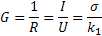 G = 1/R = I/U = σ/k₁